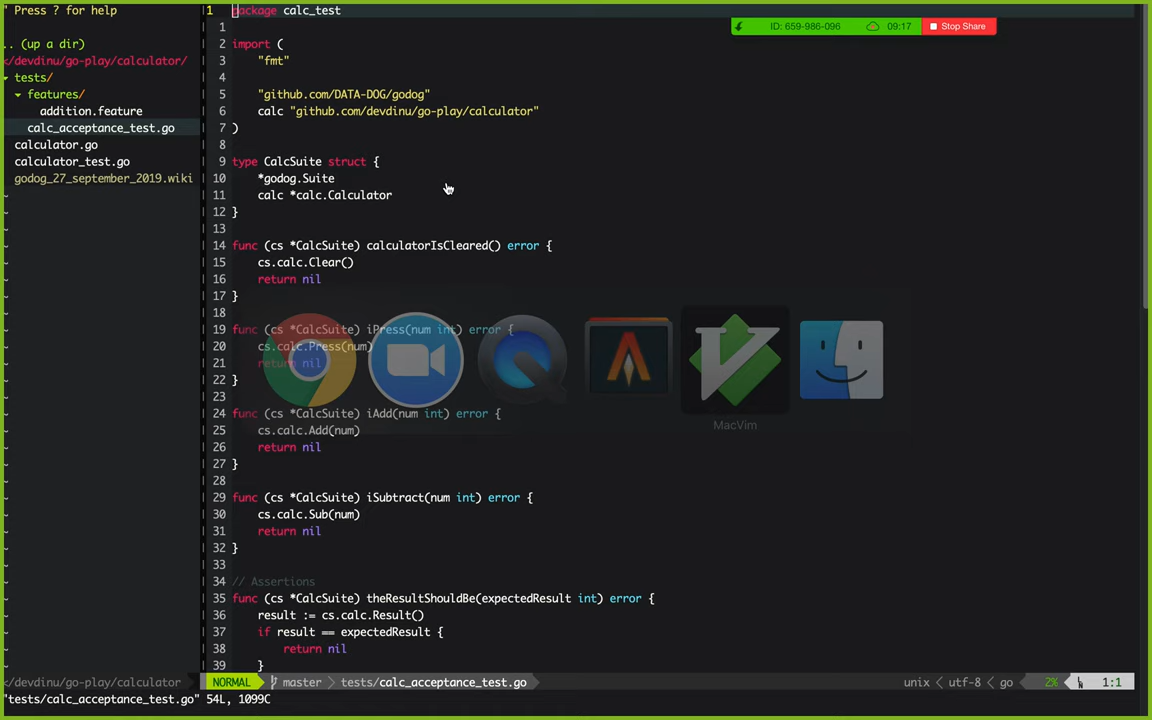 " Press ? for help
.. (up a dir)
</devdinu/go-play/calculator/
▾ tests/
▾ features/
addition.feature
calc_acceptance_test.go
calculator.go
calculator_test.go
godog_27_september_2019.wiki
</devdinu/go-play/calculator
1 package calc_test
1
2 import (
3 "fmt"
4
5 "github.com/DATA-DOG/godog"
6 calc "github.com/devdinu/go-play/calculator"
7 )
8
9 type CalcSuite struct {
10 *godog.Suite
11 calc *calc.Calculator
12 }
13
14 func (cs *CalcSuite) calculatorIsCleared() error {
15 cs.calc.Clear()
16 return nil
17 }
18
19 func (cs *CalcSuite) iPress(num int) error {
20 cs.calc.Press(num)
21 return nil
22 }
23
24 func (cs *CalcSuite) iAdd(num int) error {
25 cs.calc.Add(num)
26 return nil
27 }
28
29 func (cs *CalcSuite) iSubtract(num int) error {
30 cs.calc.Sub(num)
31 return nil
32 }
33
34 // Assertions
35 func (cs *CalcSuite) theResultShouldBe(expectedResult int) error {
36 result := cs.calc.Result()
37 if result == expectedResult {
38 return nil
39 }
ID: 659-986-096 09:17 Stop Share
MacVim
NORMAL master > tests/calc_acceptance_test.go unix < utf-8 < go 2% 1:1
"tests/calc_acceptance_test.go" 54L, 1099C